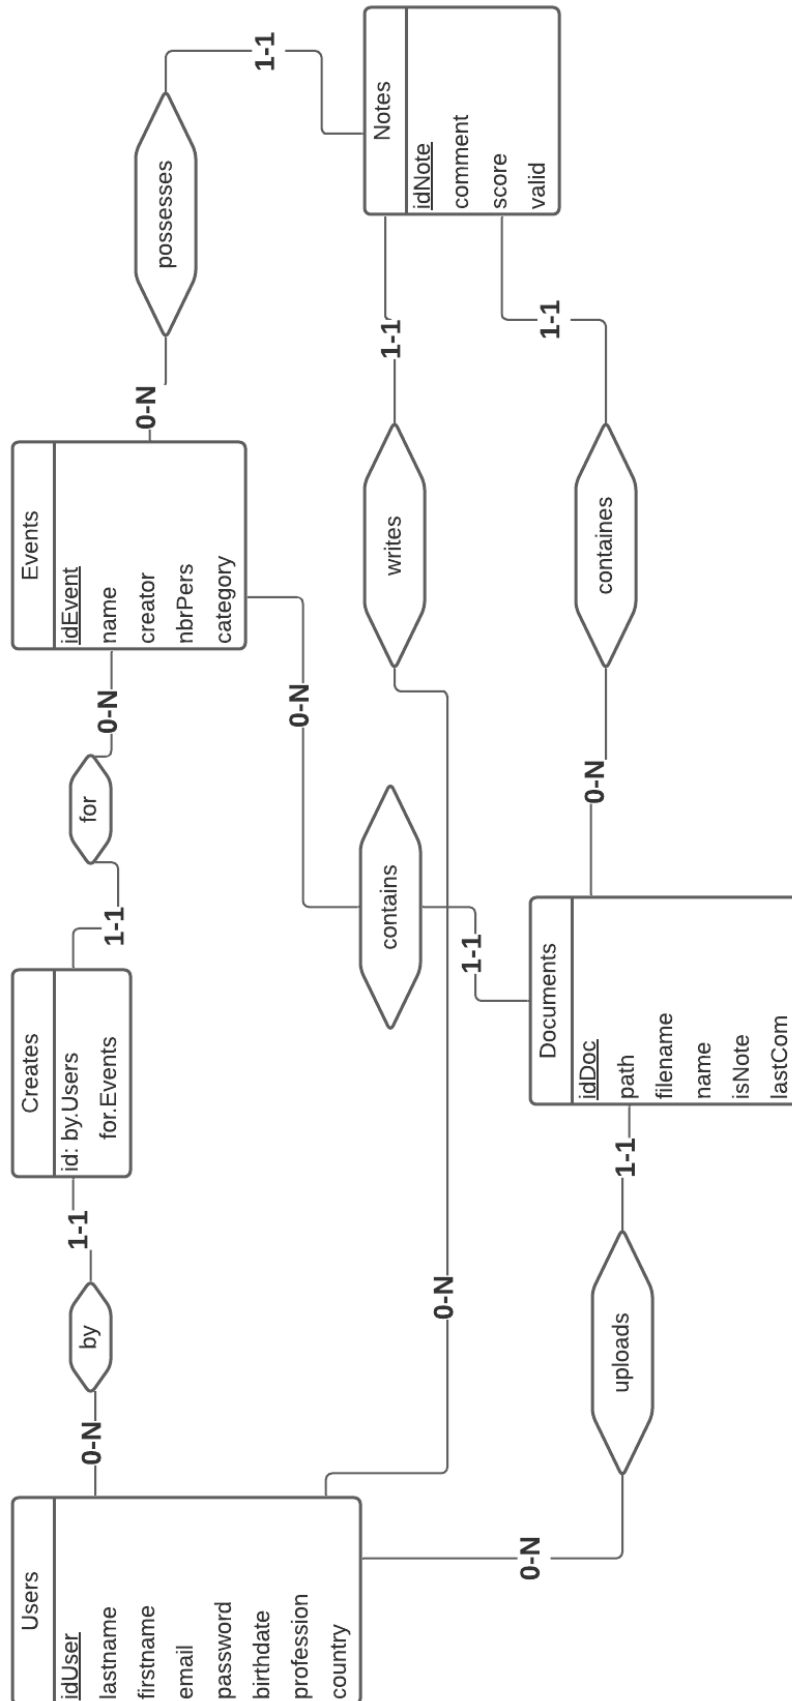 Users
idUser
lastname
firstname
email
password
birthdate
profession
country
0-N
by
1-1
Creates
id: by.Users
for.Events
1-1
for
0-N
Events
idEvent
name
creator
nbrPers
category
0-N
possesses
1-1
Notes
idNote
comment
score
valid
0-N
contains
1-1
0-N
writes
1-1
0-N
uploads
1-1
Documents
idDoc
path
filename
name
isNote
lastCom
0-N
containes
1-1